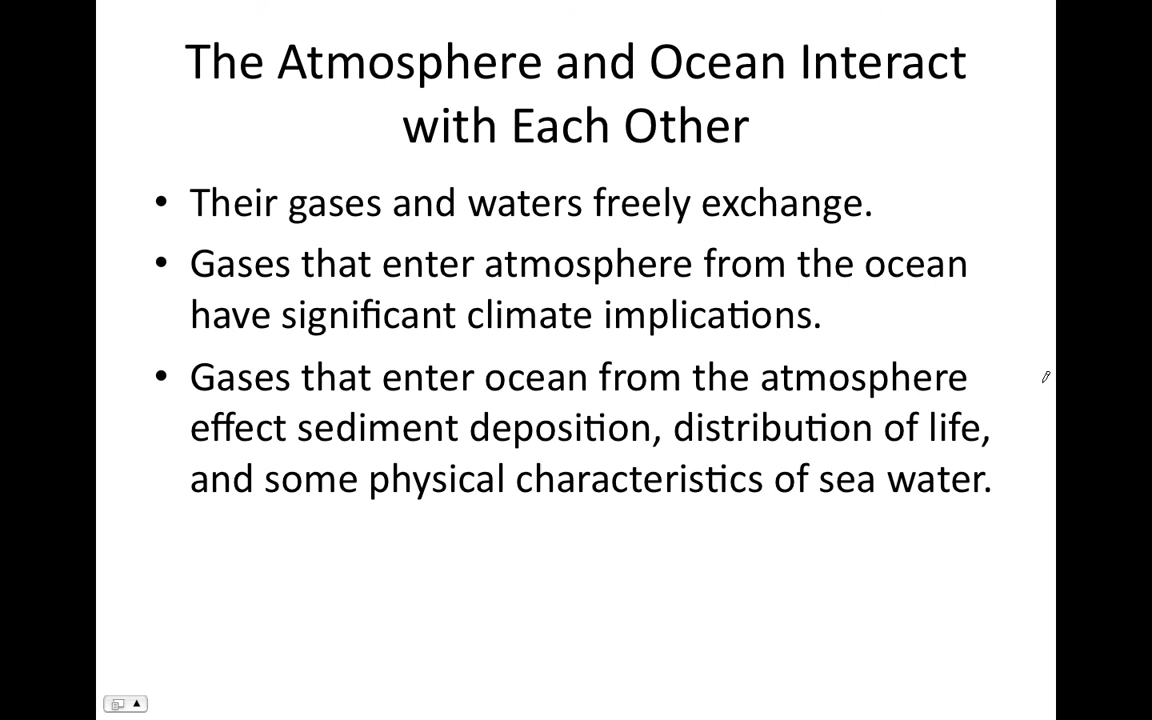 The Atmosphere and Ocean Interact
with Each Other
• Their gases and waters freely exchange.
• Gases that enter atmosphere from the ocean
have significant climate implications.
• Gases that enter ocean from the atmosphere
effect sediment deposition, distribution of life,
and some physical characteristics of sea water.